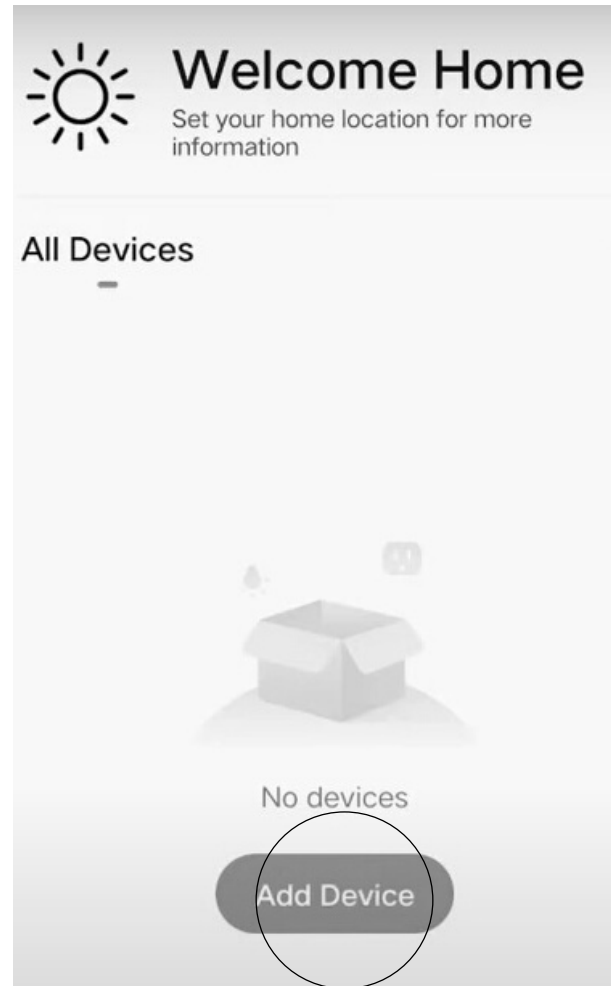 Welcome Home
Set your home location for more
information
All Devices
No devices
Add Device